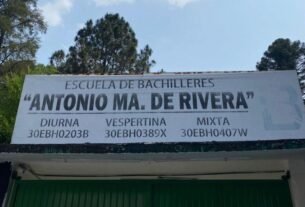 ESCUELA DE BACHILLERES
"ANTONIO MA. DE RIVERA"
DIURNA VESPERTINA MIXTA
30EBH0203B 30EBH0389X 30EBH0407W